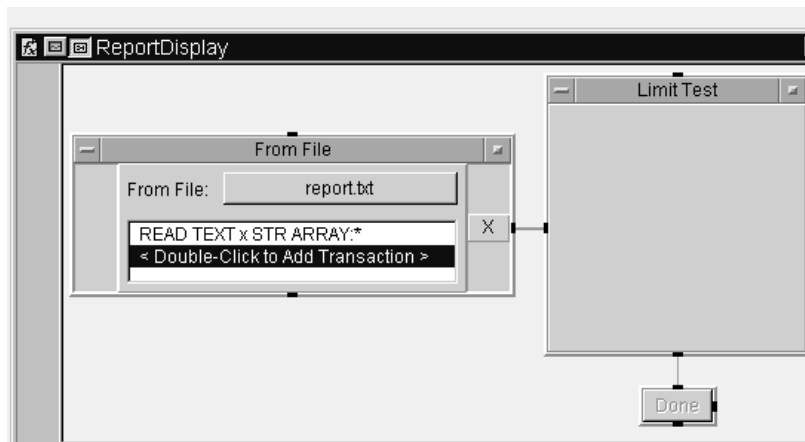 ReportDisplay
Limit Test
From File
From File: report.txt
READ TEXT x STR ARRAY:*
X
< Double-Click to Add Transaction >
Done